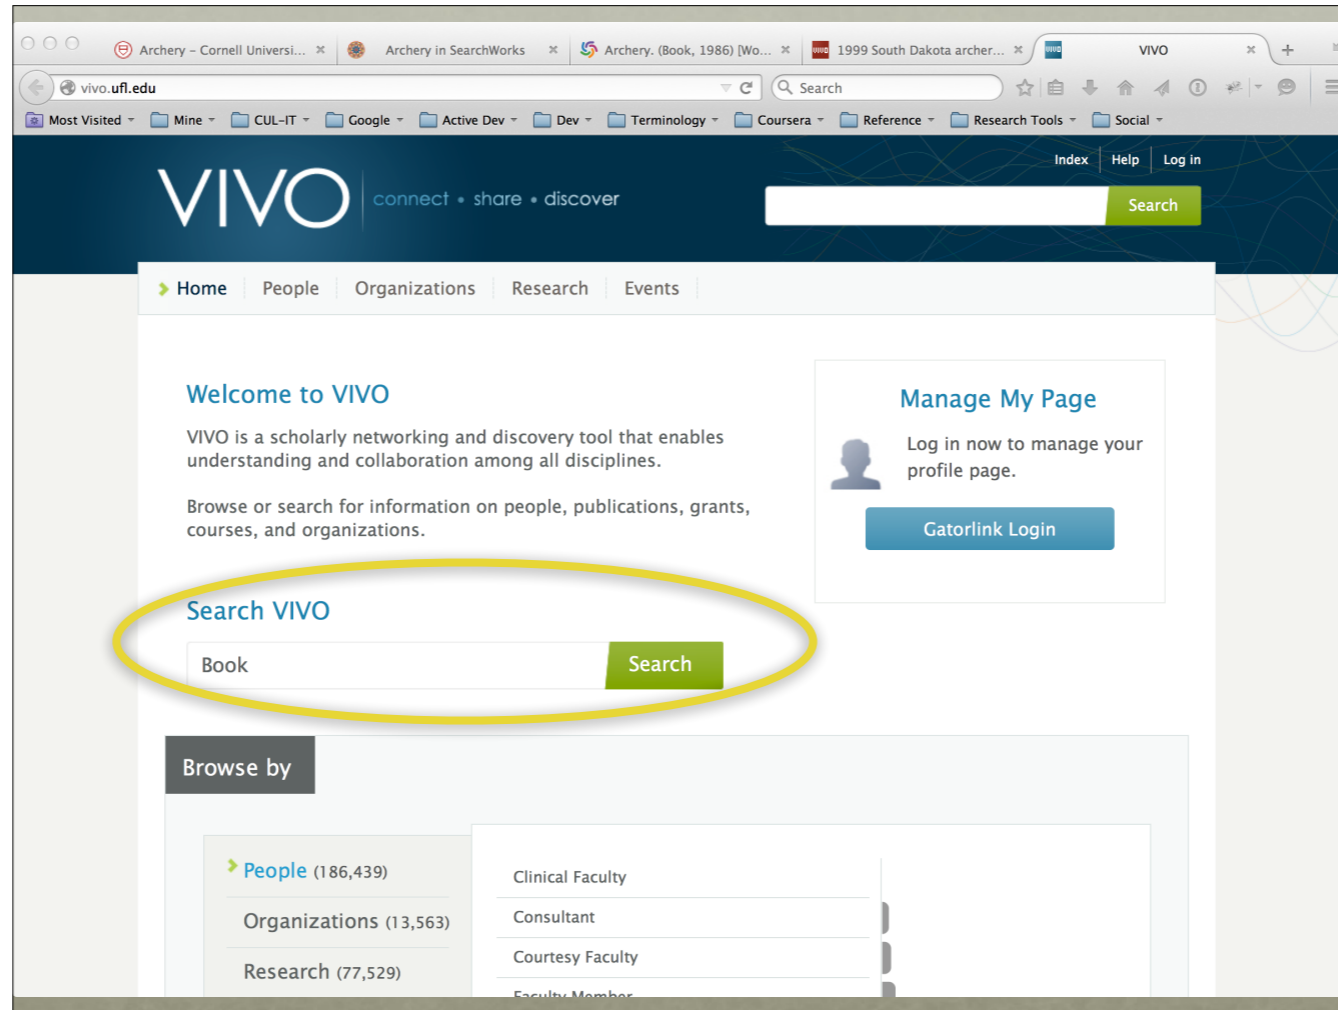 Archery – Cornell Universi...
Archery in SearchWorks
Archery. (Book, 1986) [Wo...
1999 South Dakota archer...
VIVO
vivo.ufl.edu
Search
Most Visited
Mine
CUL-IT
Google
Active Dev
Dev
Terminology
Coursera
Reference
Research Tools
Social
Index
Help
Log in
VIVO
connect • share • discover
Search
Home
People
Organizations
Research
Events
Welcome to VIVO
VIVO is a scholarly networking and discovery tool that enables
understanding and collaboration among all disciplines.
Browse or search for information on people, publications, grants,
courses, and organizations.
Manage My Page
Log in now to manage your
profile page.
Gatorlink Login
Search VIVO
Book
Search
Browse by
People (186,439)
Organizations (13,563)
Research (77,529)
Clinical Faculty
Consultant
Courtesy Faculty
Faculty Member